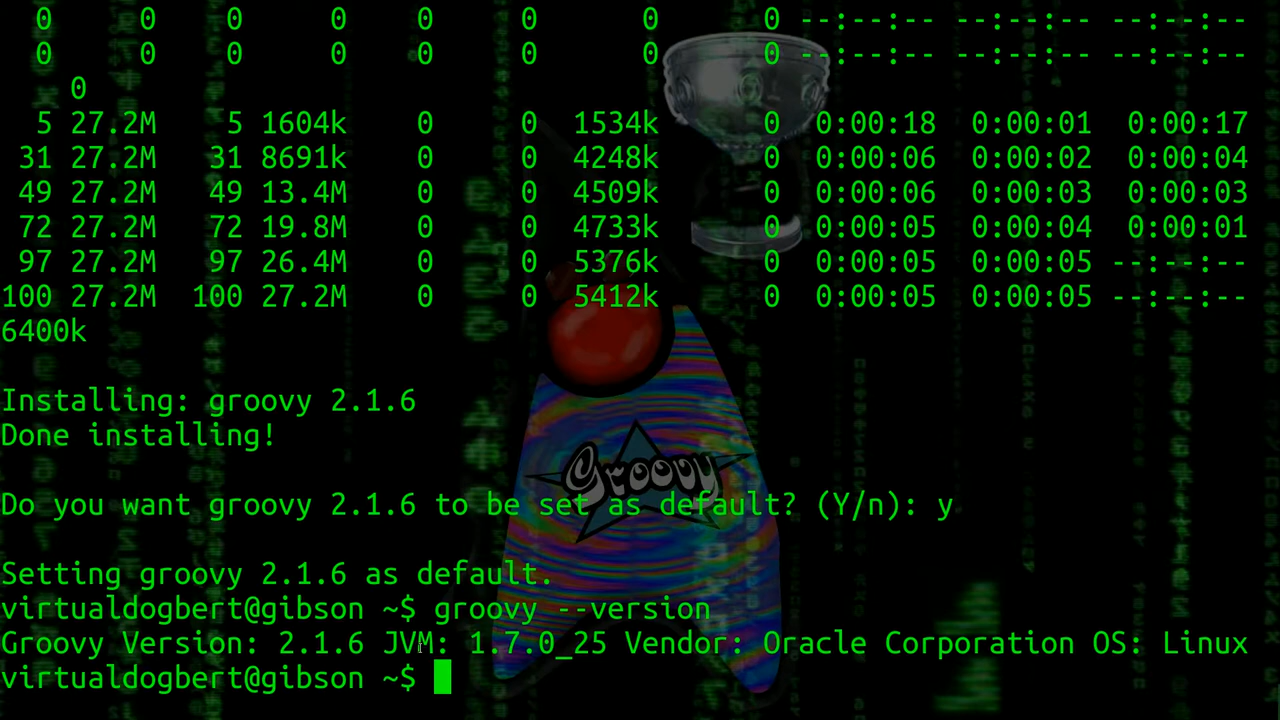 0 0 0 0 0 0 0 0 --:--:-- --:--:-- --:--:--
0 0 0 0 0 0 0 0 --:--:-- --:--:-- --:--:--
0
5 27.2M 5 1604k 0 0 1534k 0 0:00:18 0:00:01 0:00:17
31 27.2M 31 8691k 0 0 4248k 0 0:00:06 0:00:02 0:00:04
49 27.2M 49 13.4M 0 0 4509k 0 0:00:06 0:00:03 0:00:03
72 27.2M 72 19.8M 0 0 4733k 0 0:00:05 0:00:04 0:00:01
97 27.2M 97 26.4M 0 0 5376k 0 0:00:05 0:00:05 --:--:--
100 27.2M 100 27.2M 0 0 5412k 0 0:00:05 0:00:05 --:--:--
6400k
Installing: groovy 2.1.6
Done installing!
Groovy
Do you want groovy 2.1.6 to be set as default? (Y/n): y
Setting groovy 2.1.6 as default.
virtualdogbert@gibson ~$ groovy --version
Groovy Version: 2.1.6 JVM: 1.7.0_25 Vendor: Oracle Corporation OS: Linux
virtualdogbert@gibson ~$